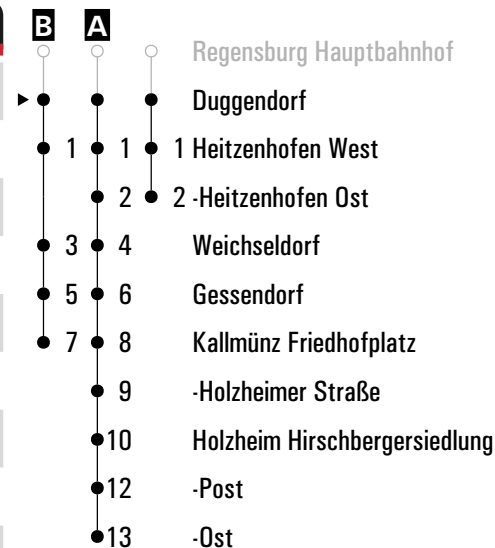 B A
Regensburg Hauptbahnhof
Duggendorf
1 1 1 Heitzenhofen West
2 2 -Heitzenhofen Ost
3 4 Weichseldorf
5 6 Gessendorf
7 8 Kallmünz Friedhofplatz
9 -Holzheimer Straße
10 Holzheim Hirschbergersiedlung
12 -Post
13 -Ost